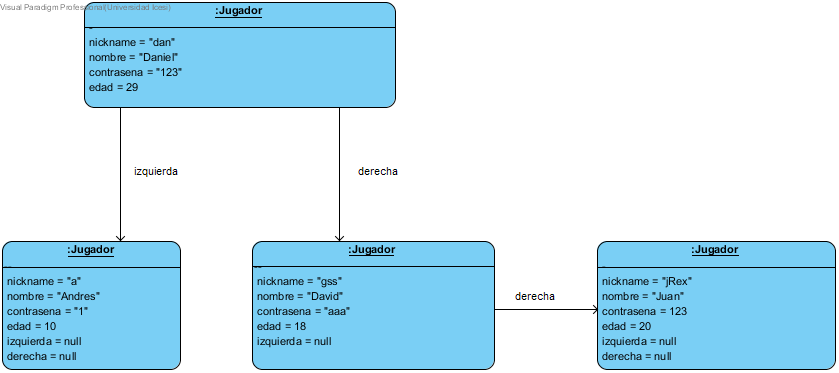 Visual Paradigm Professional(Universidad Icesi)
:Jugador
nickname = "dan"
nombre = "Daniel"
contrasena = "123"
edad = 29
izquierda
derecha
:Jugador
nickname = "a"
nombre = "Andres"
contrasena = "1"
edad = 10
izquierda = null
derecha = null
:Jugador
nickname = "gss"
nombre = "David"
contrasena = "aaa"
edad = 18
izquierda = null
derecha
:Jugador
nickname = "jRex"
nombre = "Juan"
contrasena = 123
edad = 20
izquierda = null
derecha = null